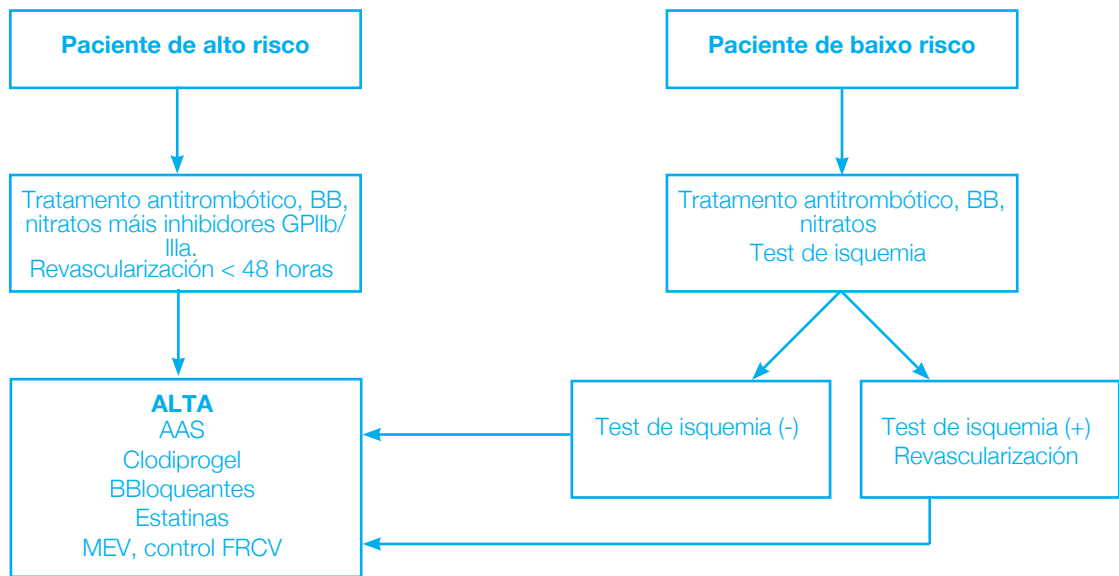 Paciente de alto risco
Paciente de baixo risco
Tratamento antitrombótico, BB,
nitratos máis inhibidores GPIIb/
IIIa.
Revascularización < 48 horas
Tratamento antitrombótico, BB,
nitratos
Test de isquemia
ALTA
AAS
Clodiprogel
BBloqueantes
Estatinas
MEV, control FRCV
Test de isquemia (-)
Test de isquemia (+)
Revascularización